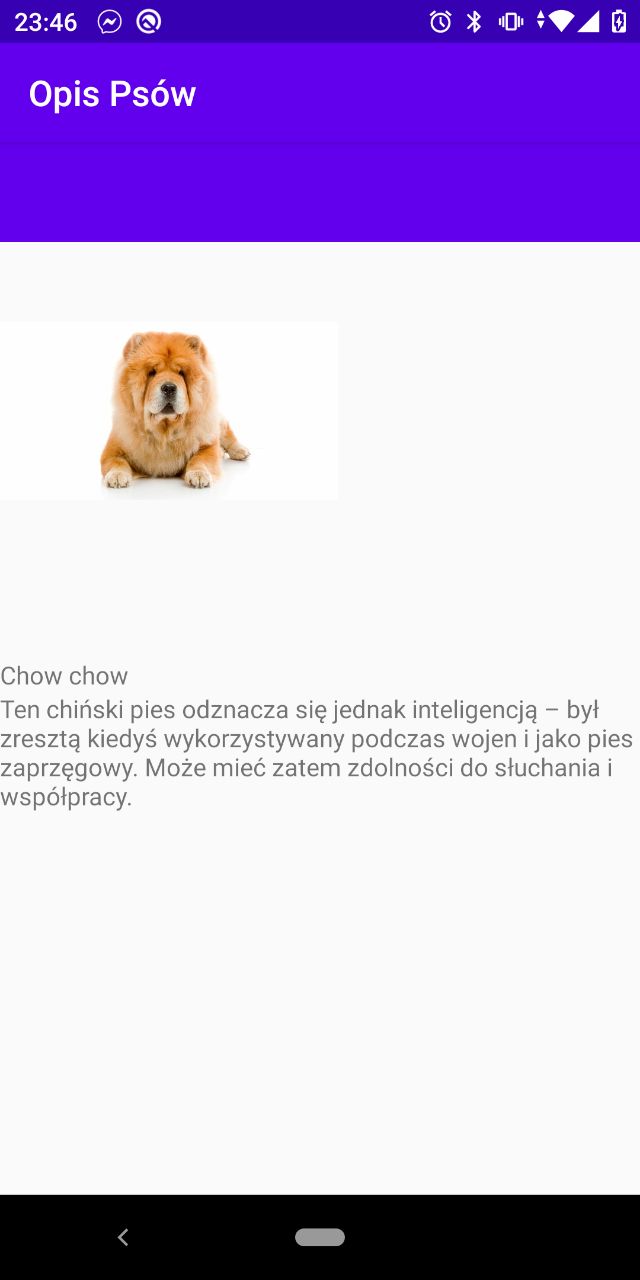 23:46
Opis Psów
Chow chow
Ten chiński pies odznacza się jednak inteligencją – był
zresztą kiedyś wykorzystywany podczas wojen i jako pies
zaprzęgowy. Może mieć zatem zdolności do słuchania i
współpracy.